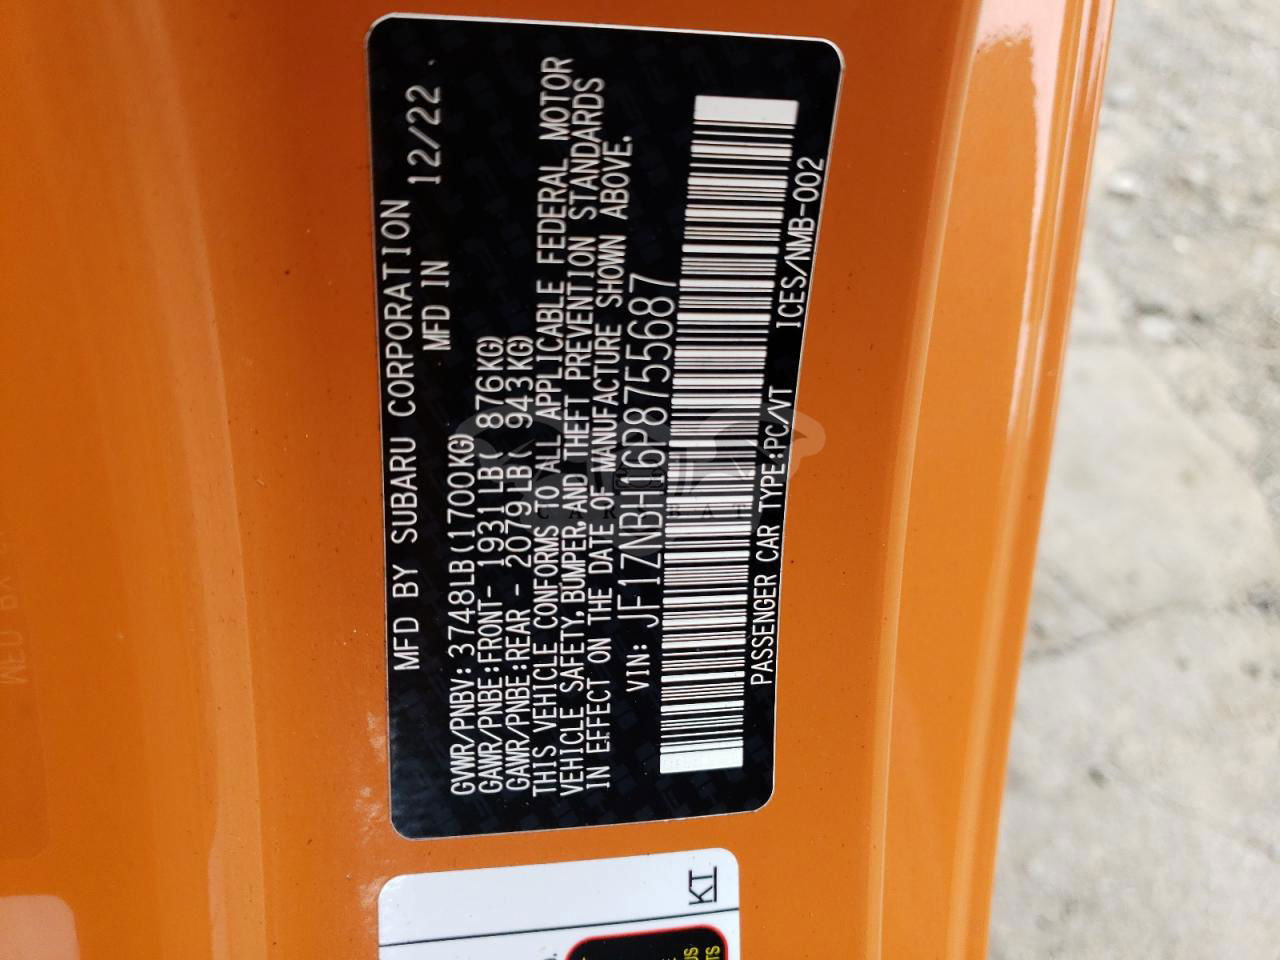 MFD BY SUBARU CORPORATION
MFD IN 12/22
GVWR/PNBV: 3748LB(1700KG)
GAWR/PNBE:FRONT- 1931LB( 876KG)
GAWR/PNBE:REAR - 2079LB( 943KG)
THIS VEHICLE CONFORMS TO ALL APPLICABLE FEDERAL MOTOR
VEHICLE SAFETY, BUMPER, AND THEFT PREVENTION STANDARDS
IN EFFECT ON THE DATE OF MANUFACTURE SHOWN ABOVE.
VIN: JF1ZNBHC6P8755687
PASSENGER CAR TYPE:PC/VT ICES/NMB-002
KT